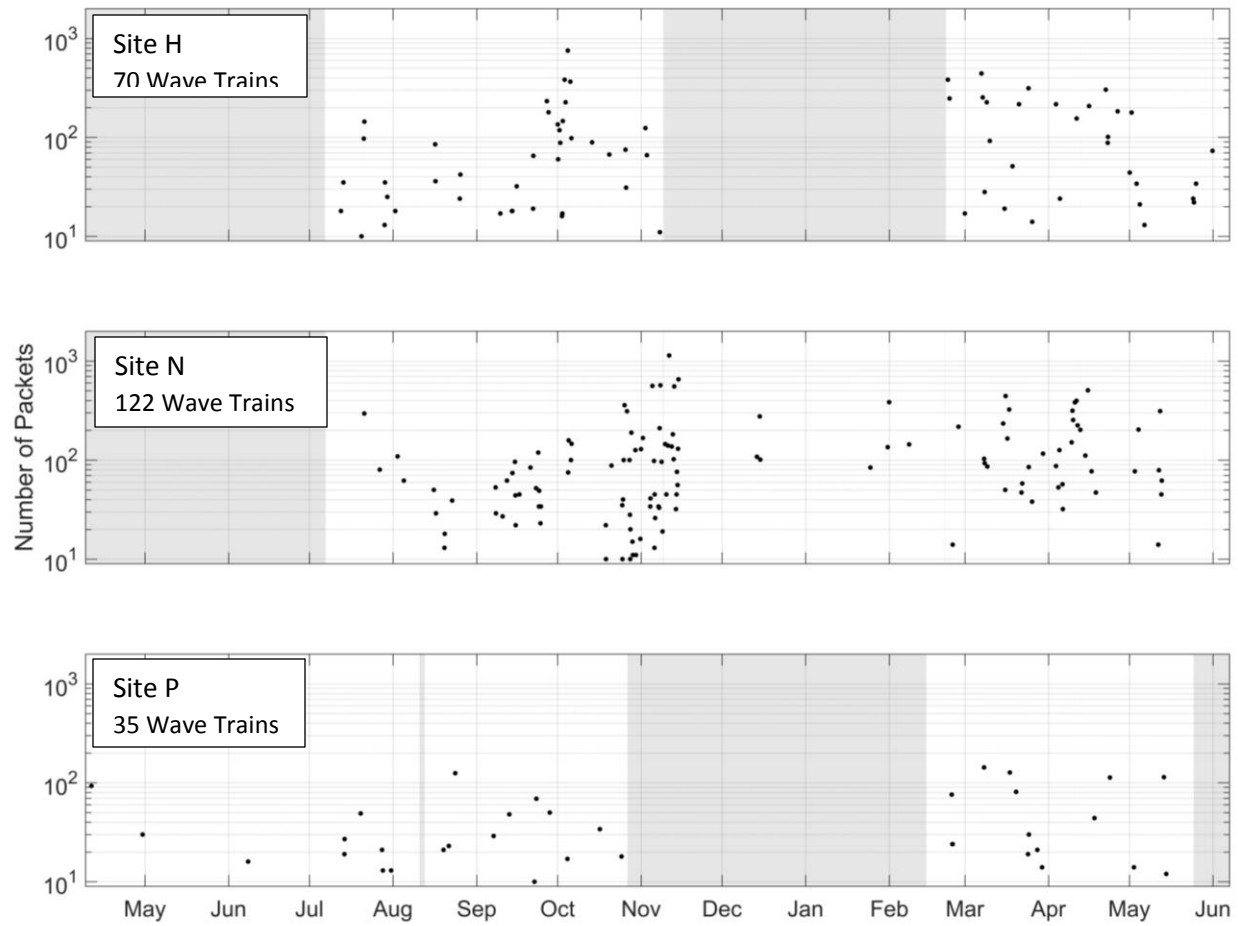 Site H
70 Wave Trains
10³
10²
10¹
Site N
122 Wave Trains
10³
10²
10¹
Number of Packets
Site P
35 Wave Trains
10³
10²
10¹
May Jun Jul Aug Sep Oct Nov Dec Jan Feb Mar Apr May Jun